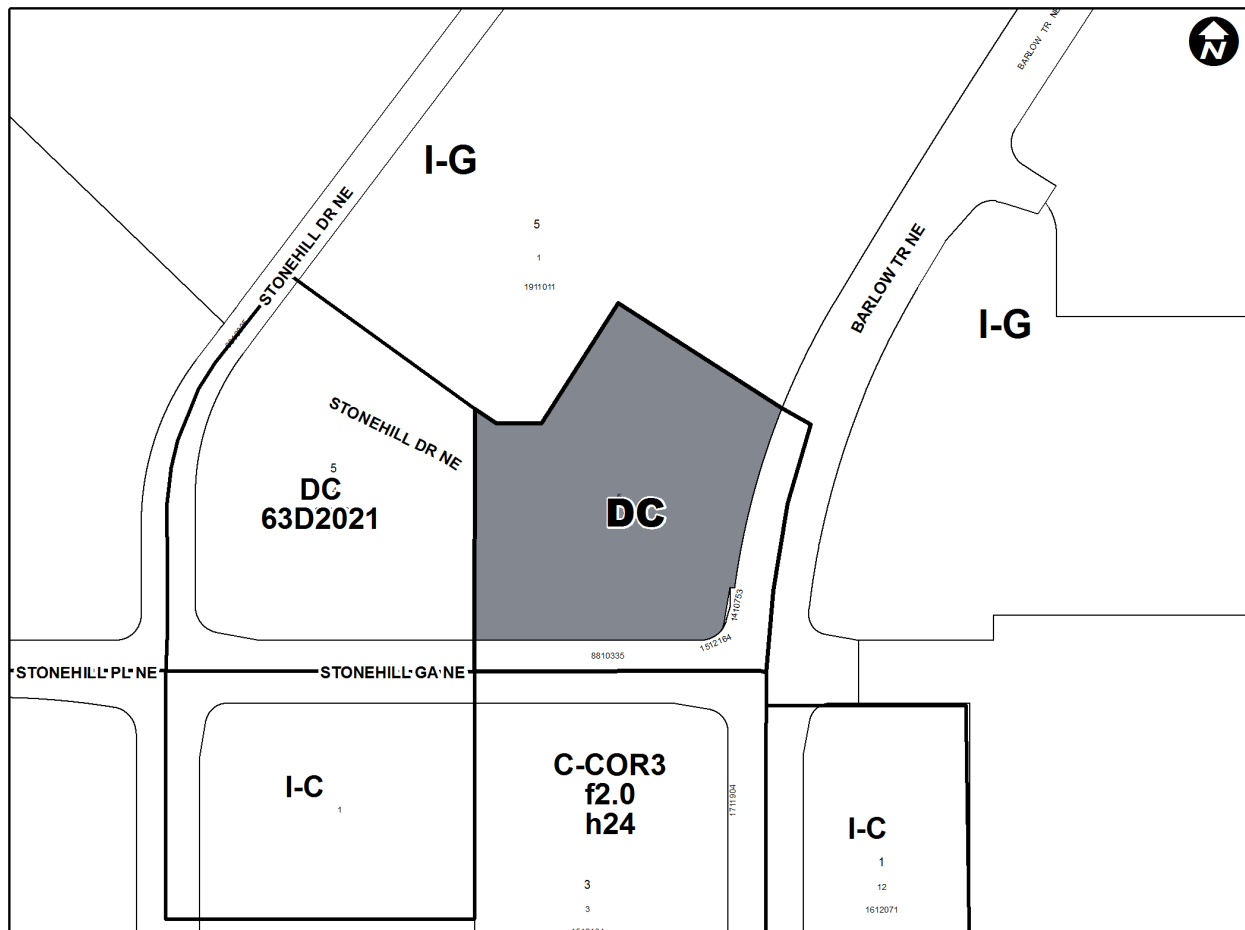 BARLOW TR NE
N
I-G
STONEHILL DR NE
5
1
1911011
BARLOW TR NE
I-G
STONEHILL DR NE
5
DC
63D2021
DC
1410753
1512164
8810335
STONEHILL PL NE
STONEHILL GA NE
I-C
1
C-COR3
f2.0
h24
1711904
I-C
3
1
3
12
1612071